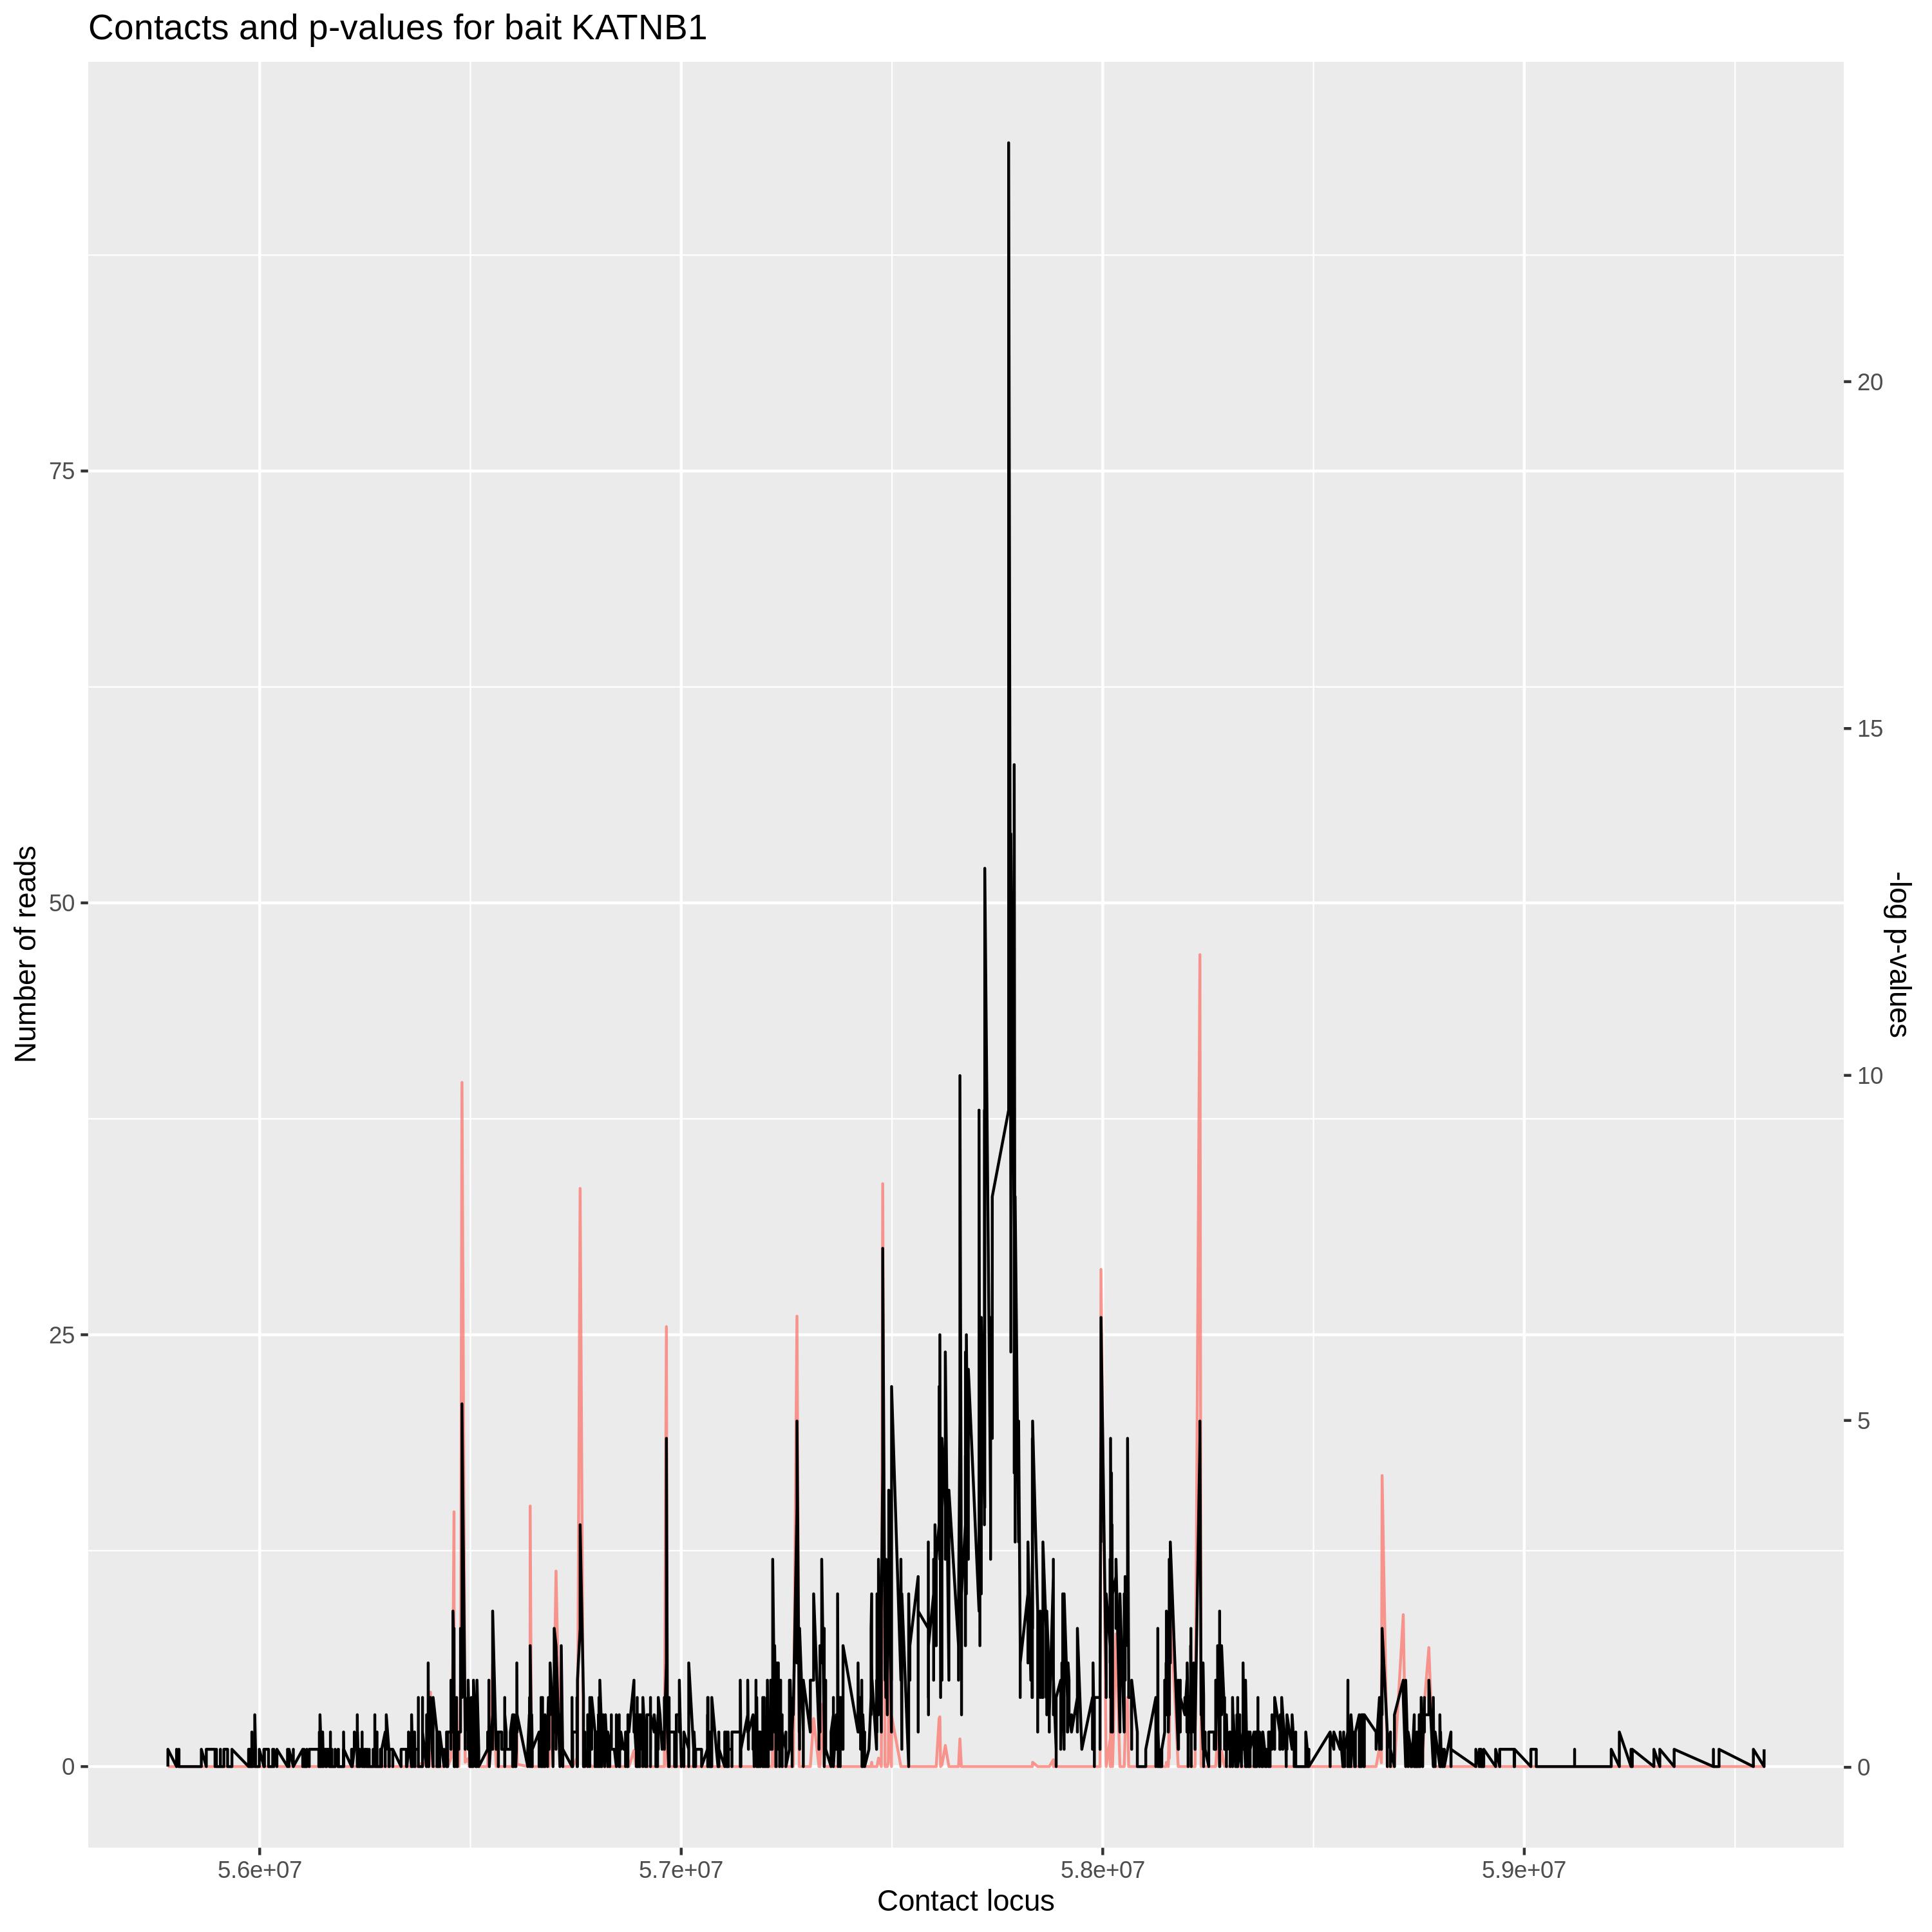 Contacts and p-values for bait KATNB1
Number of reads
75
50
25
0
20
15
10
5
0
-log p-values
5.6e+07
5.7e+07
5.8e+07
5.9e+07
Contact locus